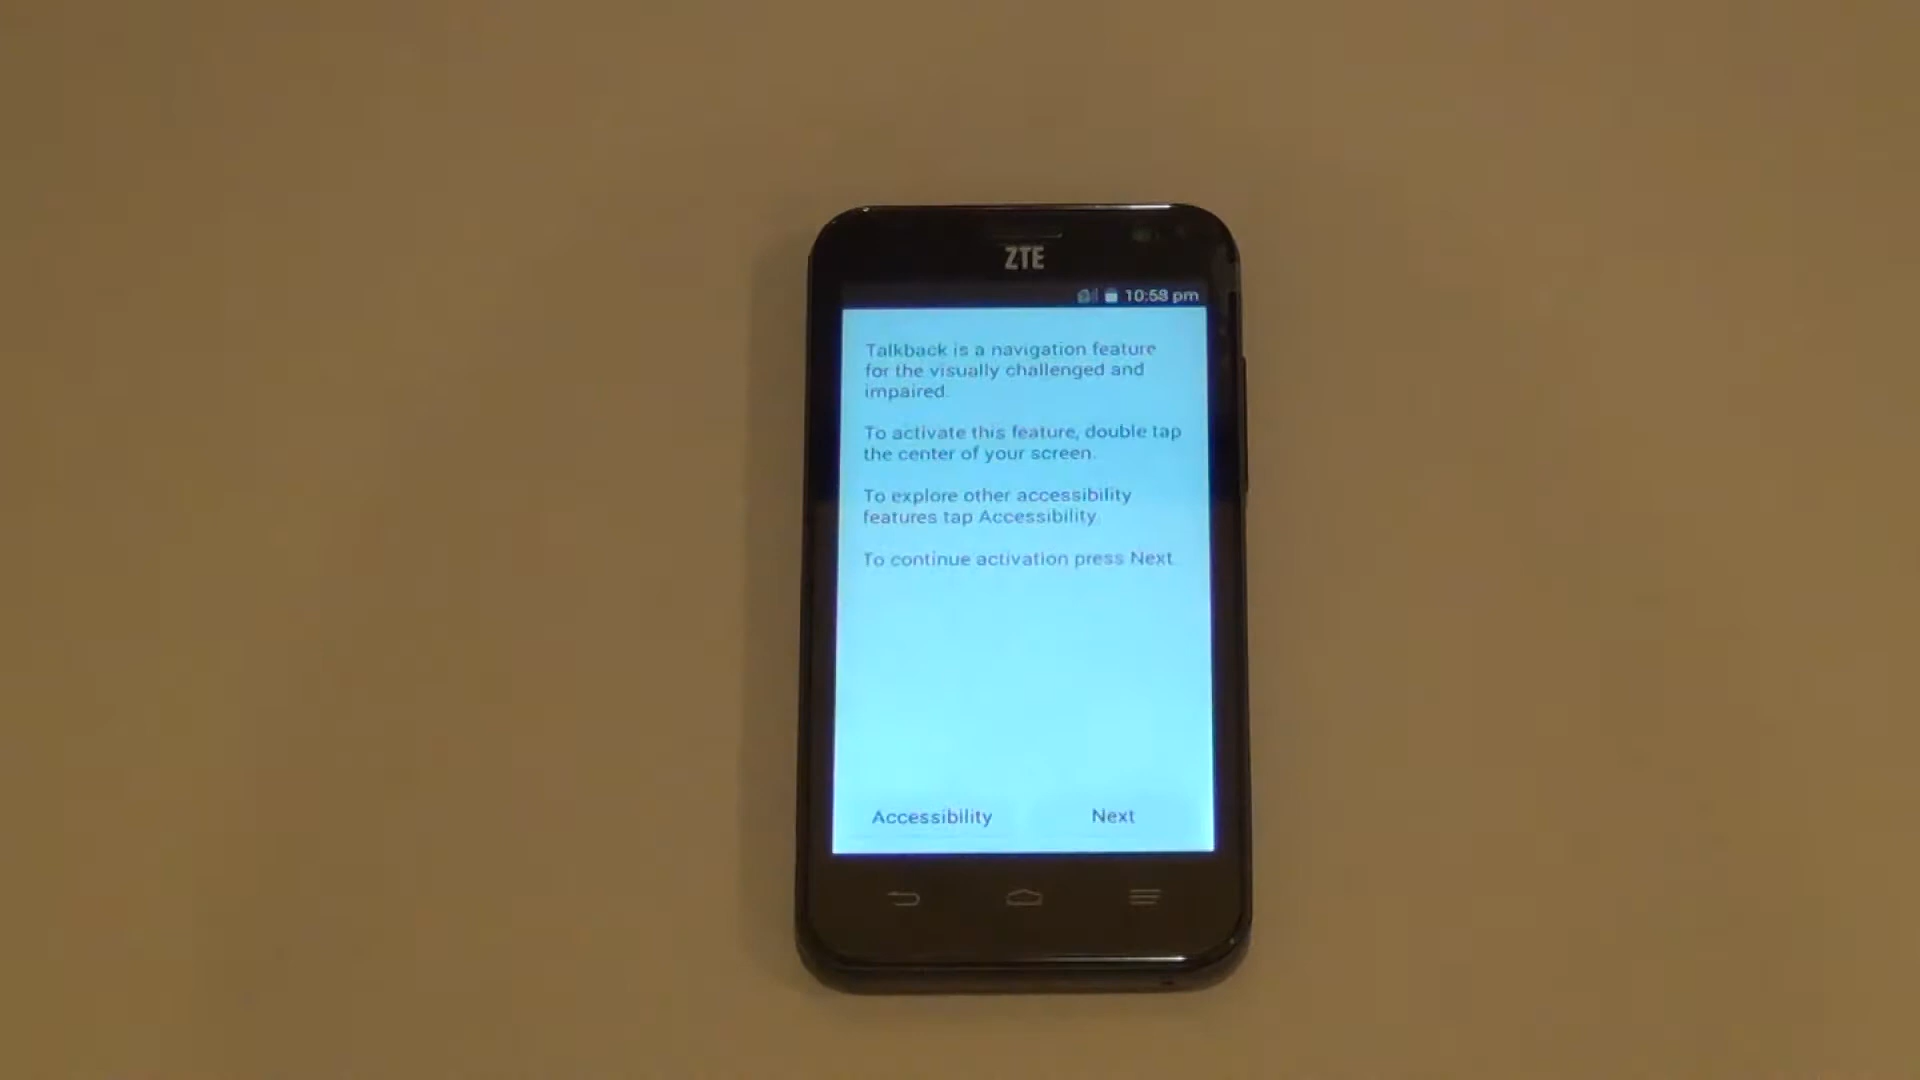 ZTE
10:58 pm
Talkback is a navigation feature
for the visually challenged and
impaired.
To activate this feature, double tap
the center of your screen.
To explore other accessibility
features tap Accessibility.
To continue activation press Next.
Accessibility
Next